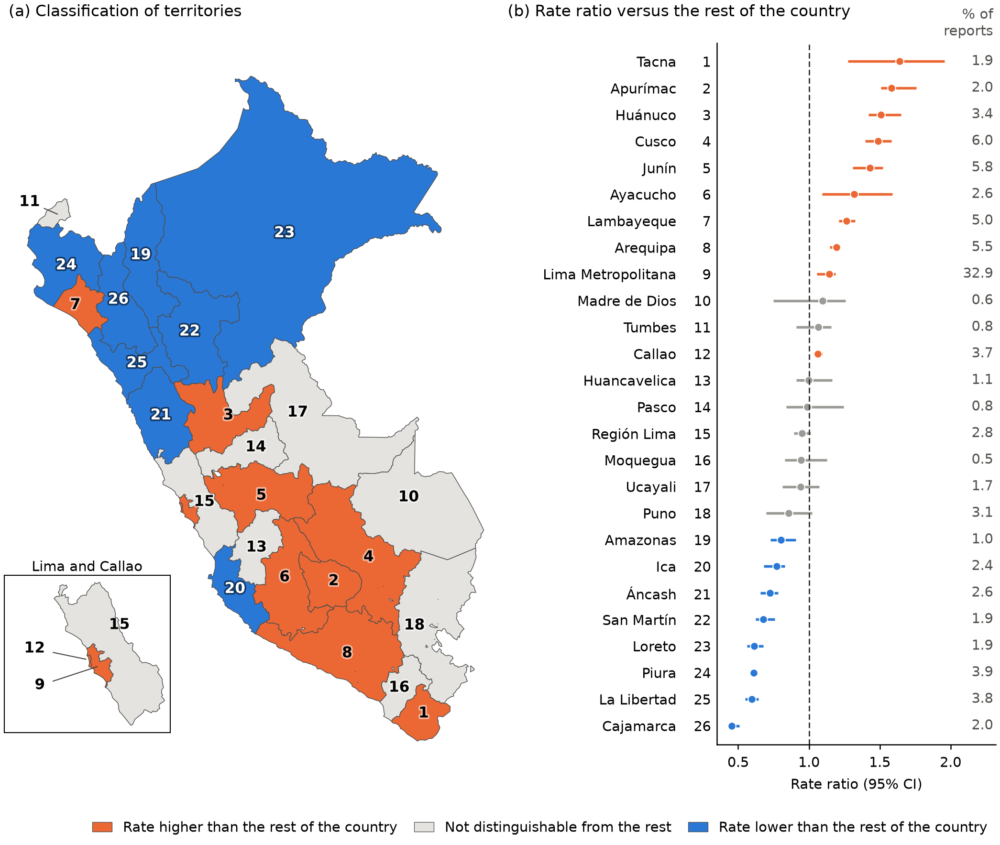 (a) Classification of territories
11
23
19
24
26
7
22
25
21
3
17
14
15
5
10
13
4
6
2
20
18
8
16
1
Lima and Callao
15
12
9
(b) Rate ratio versus the rest of the country
% of
reports
Tacna 1 1.9
Apurímac 2 2.0
Huánuco 3 3.4
Cusco 4 6.0
Junín 5 5.8
Ayacucho 6 2.6
Lambayeque 7 5.0
Arequipa 8 5.5
Lima Metropolitana 9 32.9
Madre de Dios 10 0.6
Tumbes 11 0.8
Callao 12 3.7
Huancavelica 13 1.1
Pasco 14 0.8
Región Lima 15 2.8
Moquegua 16 0.5
Ucayali 17 1.7
Puno 18 3.1
Amazonas 19 1.0
Ica 20 2.4
Áncash 21 2.6
San Martín 22 1.9
Loreto 23 1.9
Piura 24 3.9
La Libertad 25 3.8
Cajamarca 26 2.0
0.5 1.0 1.5 2.0
Rate ratio (95% CI)
Rate higher than the rest of the country
Not distinguishable from the rest
Rate lower than the rest of the country